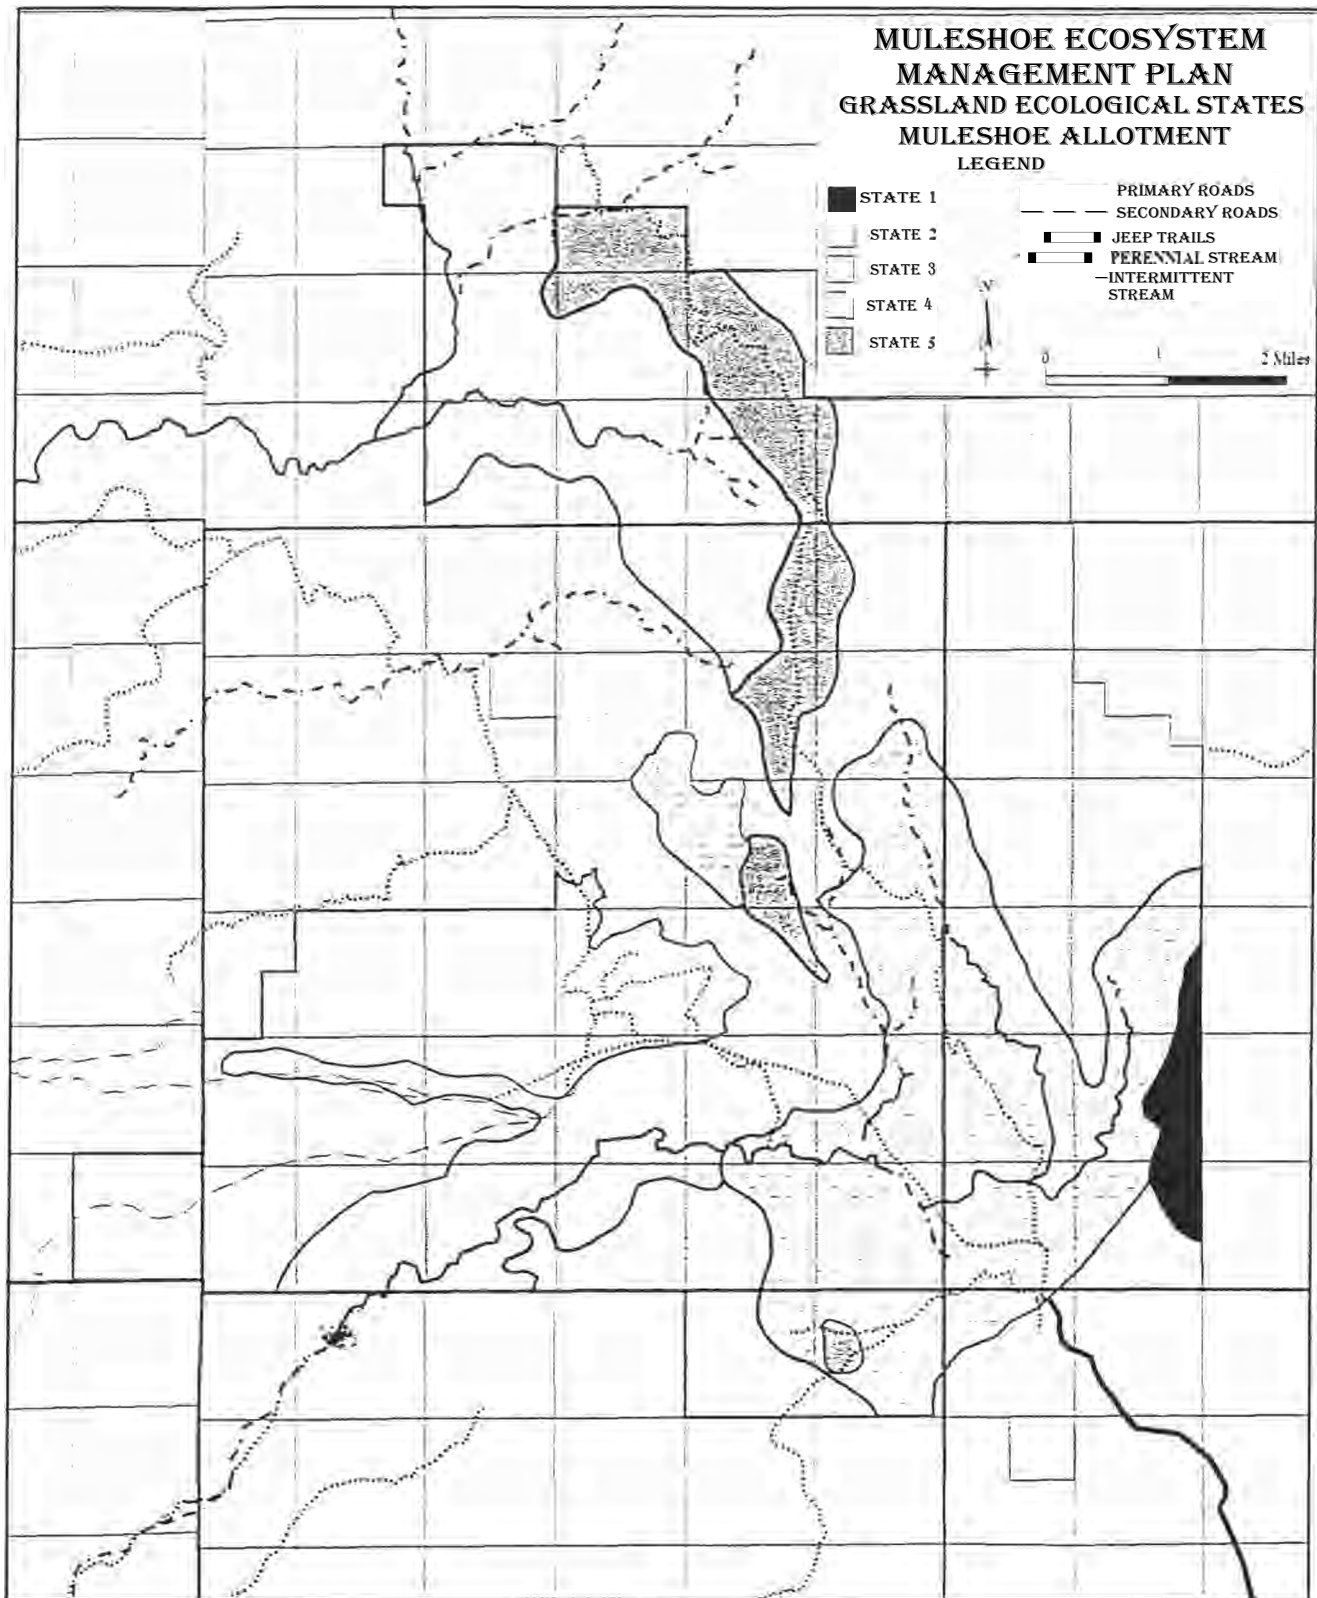 MULESHOE ECOSYSTEM
MANAGEMENT PLAN
GRASSLAND ECOLOGICAL STATES
MULESHOE ALLOTMENT
LEGEND
STATE 1
STATE 2
STATE 3
STATE 4
STATE 5
PRIMARY ROADS
SECONDARY ROADS
JEEP TRAILS
PERENNIAL STREAM
INTERMITTENT
STREAM
N
0 1 2 Miles